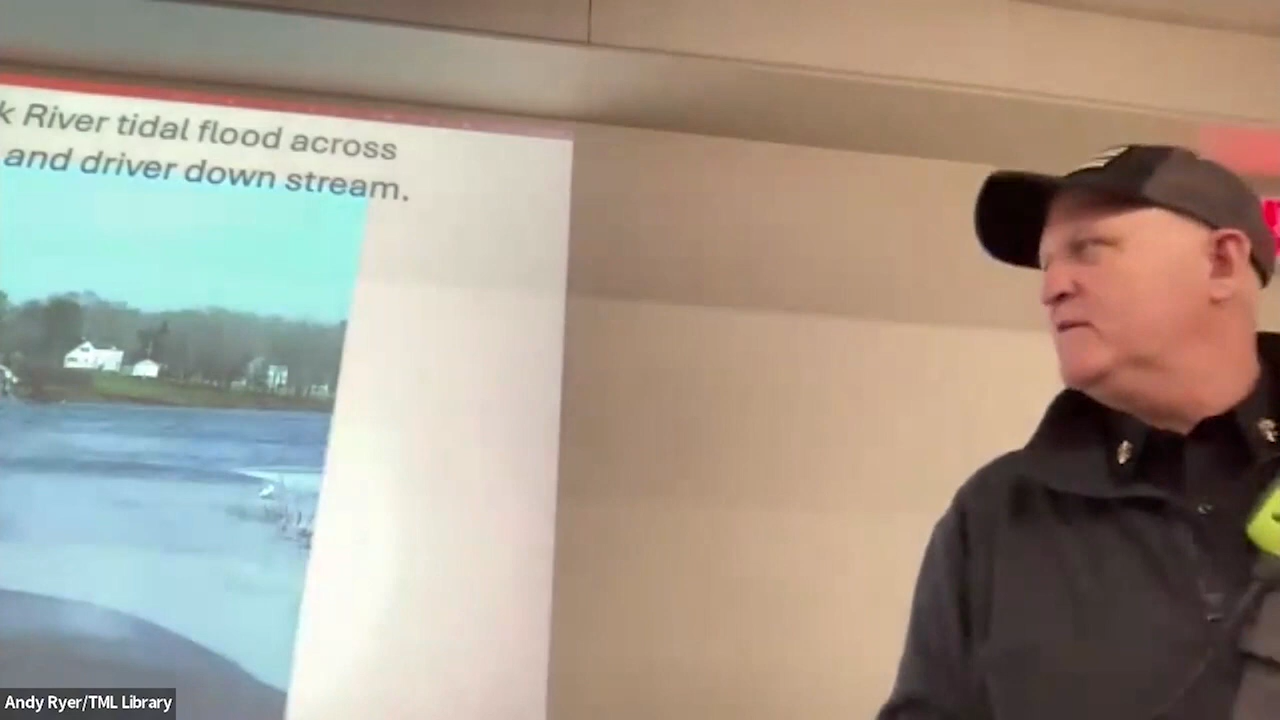 k River tidal flood across
and driver down stream.
Andy Ryer/TML Library